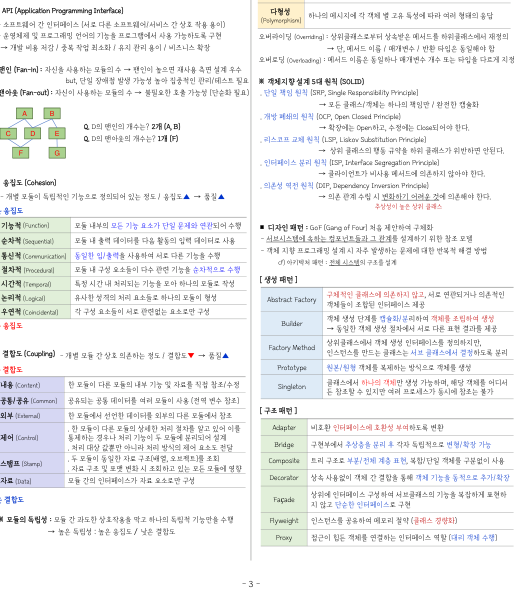 API (Application Programming Interface)
- 소프트웨어 간 인터페이스 (서로 다른 소프트웨어/서비스 간 상호 작용 용이)
- 운영체제 및 프로그래밍 언어의 기능을 프로그램에서 사용 가능하도록 구현
→ 개발 비용 저감 / 중복 작업 최소화 / 유지 관리 용이 / 비즈니스 확장
팬인 (Fan-in) : 자신을 사용하는 모듈의 수 → 팬인이 높으면 재사용 측면 설계 우수
but, 단일 장애점 발생 가능성 높아 집중적인 관리/테스트 필요
팬아웃 (Fan-out) : 자신이 사용하는 모듈의 수 → 불필요한 호출 가능성 (단순화 필요)
A B
C D E
F G
Q. D의 팬인의 개수는? 2개 (A, B)
Q. D의 팬아웃의 개수는? 1개 (F)
응집도 (Cohesion)
- 개별 모듈이 독립적인 기능으로 정의되어 있는 정도 / 응집도▲ → 품질▲
응집도
기능적 (Function) 모듈 내부의 모든 기능 요소가 단일 문제와 연관되어 수행
순차적 (Sequential) 모듈 내 출력 데이터를 다음 활동의 입력 데이터로 사용
통신적 (Communication) 동일한 입/출력을 사용하여 서로 다른 기능을 수행
절차적 (Procedural) 모듈 내 구성 요소들이 다수 관련 기능을 순차적으로 수행
시간적 (Temporal) 특정 시간 내 처리되는 기능을 모아 하나의 모듈로 작성
논리적 (Logical) 유사한 성격의 처리 요소들로 하나의 모듈이 형성
우연적 (Coincidental) 각 구성 요소들이 서로 관련없는 요소로만 구성
응집도
결합도 (Coupling) - 개별 모듈 간 상호 의존하는 정도 / 결합도▼ → 품질▲
결합도
내용 (Content) 한 모듈이 다른 모듈의 내부 기능 및 자료를 직접 참조/수정
공통/공유 (Common) 공유되는 공통 데이터를 여러 모듈이 사용 (전역 변수 참조)
외부 (External) 한 모듈에서 선언한 데이터를 외부의 다른 모듈에서 참조
제어 (Control) . 한 모듈이 다른 모듈의 상세한 처리 절차를 알고 있어 이를
통제하는 경우나 처리 기능이 두 모듈에 분리되어 설계
. 처리 대상 값뿐만 아니라 처리 방식의 제어 요소도 전달
스탬프 (Stamp) . 두 모듈이 동일한 자료 구조(배열, 오브젝트)를 조회
. 자료 구조 및 포맷 변화 시 조회하고 있는 모든 모듈에 영향
자료 (Data) 모듈 간의 인터페이스가 자료 요소로만 구성
결합도
※ 모듈의 독립성 : 모듈 간 과도한 상호작용을 막고 하나의 독립적 기능만을 수행
→ 높은 독립성 : 높은 응집도 / 낮은 결합도
다형성
(Polymorphism) 하나의 메시지에 각 객체 별 고유 특성에 따라 여러 형태의 응답
오버라이딩 (Overriding) : 상위클래스로부터 상속받은 메서드를 하위클래스에서 재정의
→ 단, 메서드 이름 / 매개변수 / 반환 타입은 동일해야 함
오버로딩 (Overloading) : 메서드 이름은 동일하나 매개변수 개수 또는 타입을 다르게 지정
※ 객체지향 설계 5대 원칙 (SOLID)
. 단일 책임 원칙 (SRP, Single Responsibility Principle)
→ 모든 클래스/객체는 하나의 책임만 / 완전한 캡슐화
. 개방 폐쇄의 원칙 (OCP, Open Closed Principle)
→ 확장에는 Open하고, 수정에는 Close되어야 한다.
. 리스코프 교체 원칙 (LSP, Liskov Substitution Principle)
→ 상위 클래스의 행동 규약을 하위 클래스가 위반하면 안된다.
. 인터페이스 분리 원칙 (ISP, Interface Segregation Principle)
→ 클라이언트가 비사용 메서드에 의존하지 않아야 한다.
. 의존성 역전 원칙 (DIP, Dependency Inversion Principle)
→ 의존 관계 수립 시 변화하기 어려운 것에 의존해야 한다.
추상성이 높은 상위 클래스
■ 디자인 패턴 : GoF (Gang of Four) 처음 제안하여 구체화
- 서브시스템에 속하는 컴포넌트들과 그 관계를 설계하기 위한 참조 모델
- 객체 지향 프로그래밍 설계 시 자주 발생하는 문제에 대한 반복적 해결 방법
cf) 아키텍처 패턴 : 전체 시스템의 구조를 설계
[ 생성 패턴 ]
Abstract Factory 구체적인 클래스에 의존하지 않고, 서로 연관되거나 의존적인
객체들이 조합된 인터페이스 제공
Builder 객체 생성 단계를 캡슐화/분리하여 객체를 조립하여 생성
→ 동일한 객체 생성 절차에서 서로 다른 표현 결과를 제공
Factory Method 상위클래스에서 객체 생성 인터페이스를 정의하지만,
인스턴스를 만드는 클래스는 서브 클래스에서 결정하도록 분리
Prototype 원본/원형 객체를 복제하는 방식으로 객체를 생성
Singleton 클래스에서 하나의 객체만 생성 가능하며, 해당 객체를 어디서
든 참조할 수 있지만 여러 프로세스가 동시에 참조는 불가
[ 구조 패턴 ]
Adapter 비호환 인터페이스에 호환성 부여하도록 변환
Bridge 구현부에서 추상층을 분리 후 각자 독립적으로 변형/확장 가능
Composite 트리 구조로 부분/전체 계층 표현, 복합/단일 객체를 구분없이 사용
Decorator 상속 사용없이 객체 간 결합을 통해 객체 기능을 동적으로 추가/확장
Façade 상위에 인터페이스 구성하여 서브클래스의 기능을 복잡하게 표현하
지 않고 단순한 인터페이스로 구현
Flyweight 인스턴스를 공유하여 메모리 절약 (클래스 경량화)
Proxy 접근이 힘든 객체를 연결하는 인터페이스 역할 (대리 객체 수행)
- 3 -